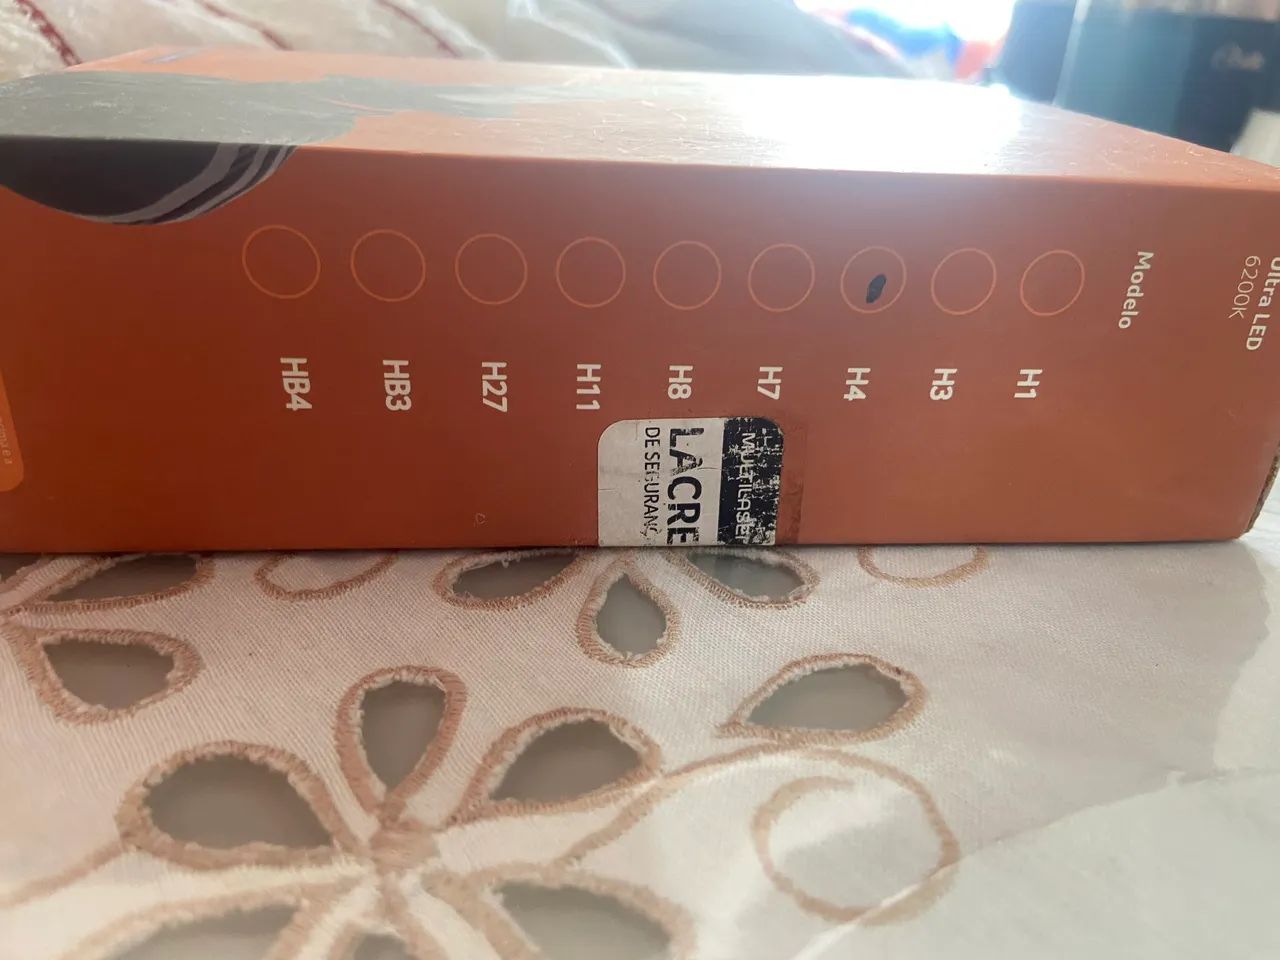 Ultra LED
6200K
Modelo
H1
H3
H4
H7
H8
H11
H27
HB3
HB4
MULTILASER
LACRE
DE SEGURANÇ